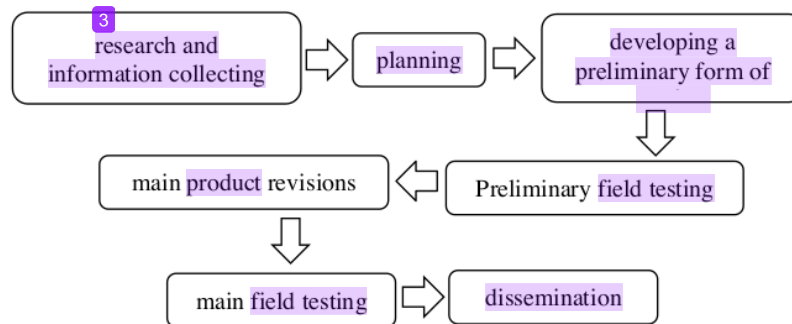 3
research and
information collecting
planning
developing a
preliminary form of
Preliminary field testing
main product revisions
main field testing
dissemination